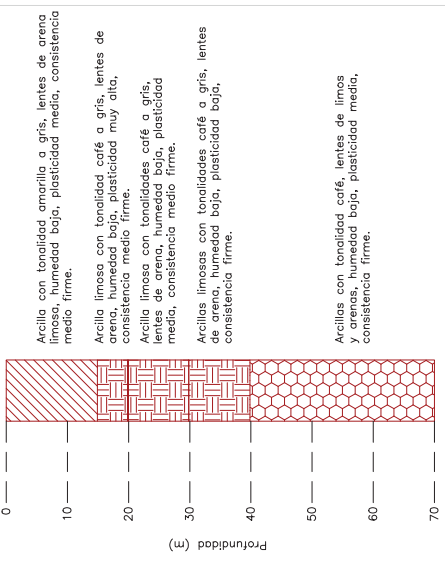 Arcilla con tonalidad amarilla a gris, lentes de arena
limosa, humedad baja, plasticidad media, consistencia
medio firme.
Arcilla limosa con tonalidad café a gris, lentes de
arena, humedad baja, plasticidad muy alta,
consistencia medio firme.
Arcilla limosa con tonalidades café a gris,
lentes de arena, humedad baja, plasticidad
media, consistencia medio firme.
Arcillas limosas con tonalidades café a gris, lentes
de arena, humedad baja, plasticidad baja,
consistencia firme.
Arcillas con tonalidad café, lentes de limos
y arenas, humedad baja, plasticidad media,
consistencia firme.
0
10
20
30
40
50
60
70
Profundidad (m)